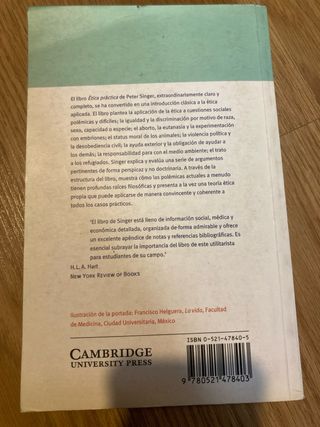 El libro Ética práctica de Peter Singer, extraordinariamente claro y
completo, se ha convertido en una introducción clásica a la ética
aplicada. El libro plantea la aplicación de la ética a cuestiones sociales
polémicas y difíciles: la igualdad y la discriminación por motivo de raza,
sexo, capacidad o especie; el aborto, la eutanasia y la experimentación
con embriones; el status moral de los animales; la violencia política y
la desobediencia civil; la ayuda exterior y la obligación de ayudar a
los demás; la responsabilidad para con el medio ambiente; el trato
a los refugiados. Singer explica y evalúa una serie de argumentos
pertinentes de forma perspicaz y no doctrinaria. A través de la
estructura del libro, muestra cómo las polémicas actuales a menudo
tienen profundas raíces filosóficas y presenta a la vez una teoría ética
propia que puede aplicarse de manera convincente y coherente a
todos los casos prácticos.
'El libro de Singer está lleno de información social, médica y
económica detallada, organizada de forma admirable y ofrece
un excelente apéndice de notas y referencias bibliográficas. Es
esencial subrayar la importancia del libro de este utilitarista
para estudiantes de su campo.'
H.L.A. Hart
New York Review of Books
Ilustración de la portada: Francisco Helguera, La vida, Facultad
de Medicina, Ciudad Universitaria, México
CAMBRIDGE
UNIVERSITY PRESS
ISBN 0-521-47840-5
9 780521 478403